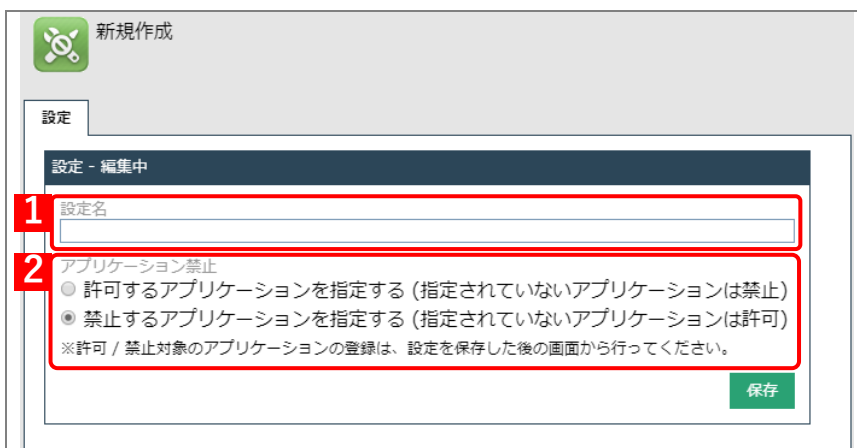 新規作成
設定
設定 - 編集中
1
設定名
2
アプリケーション禁止
許可するアプリケーションを指定する (指定されていないアプリケーションは禁止)
禁止するアプリケーションを指定する (指定されていないアプリケーションは許可)
※許可 / 禁止対象のアプリケーションの登録は、設定を保存した後の画面から行ってください。
保存